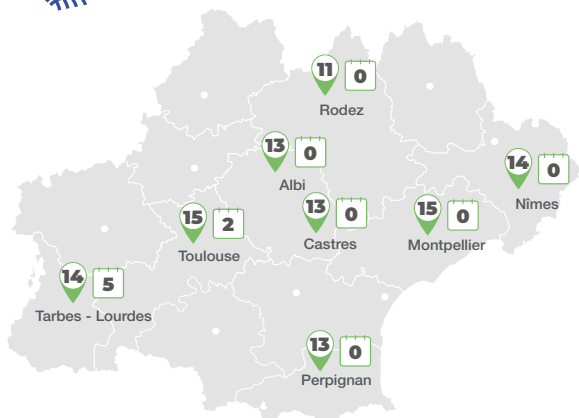 11 0
Rodez
13 0
Albi
14 0
Nîmes
13 0
Castres
15 0
Montpellier
15 2
Toulouse
14 5
Tarbes - Lourdes
13 0
Perpignan